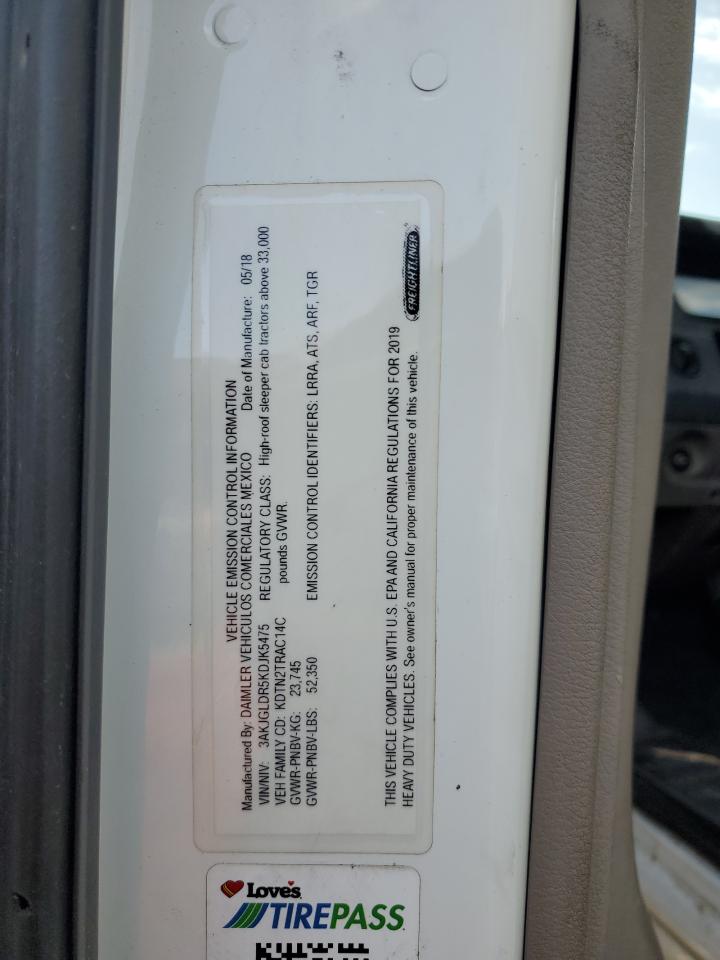 VEHICLE EMISSION CONTROL INFORMATION
Manufactured By: DAIMLER VEHICULOS COMERCIALES MEXICO Date of Manufacture: 05/18
VIN/NIV: 3AKJGLDR5KDJK5475 REGULATORY CLASS: High-roof sleeper cab tractors above 33,000
VEH FAMILY CD: KDTN2TRAC14C pounds GVWR.
GVWR-PNBV-KG: 23,745
GVWR-PNBV-LBS: 52,350 EMISSION CONTROL IDENTIFIERS: LRRA, ATS, ARF, TGR
THIS VEHICLE COMPLIES WITH U.S. EPA AND CALIFORNIA REGULATIONS FOR 2019
HEAVY DUTY VEHICLES. See owner's manual for proper maintenance of this vehicle.
FREIGHTLINER
Love's
TIREPASS